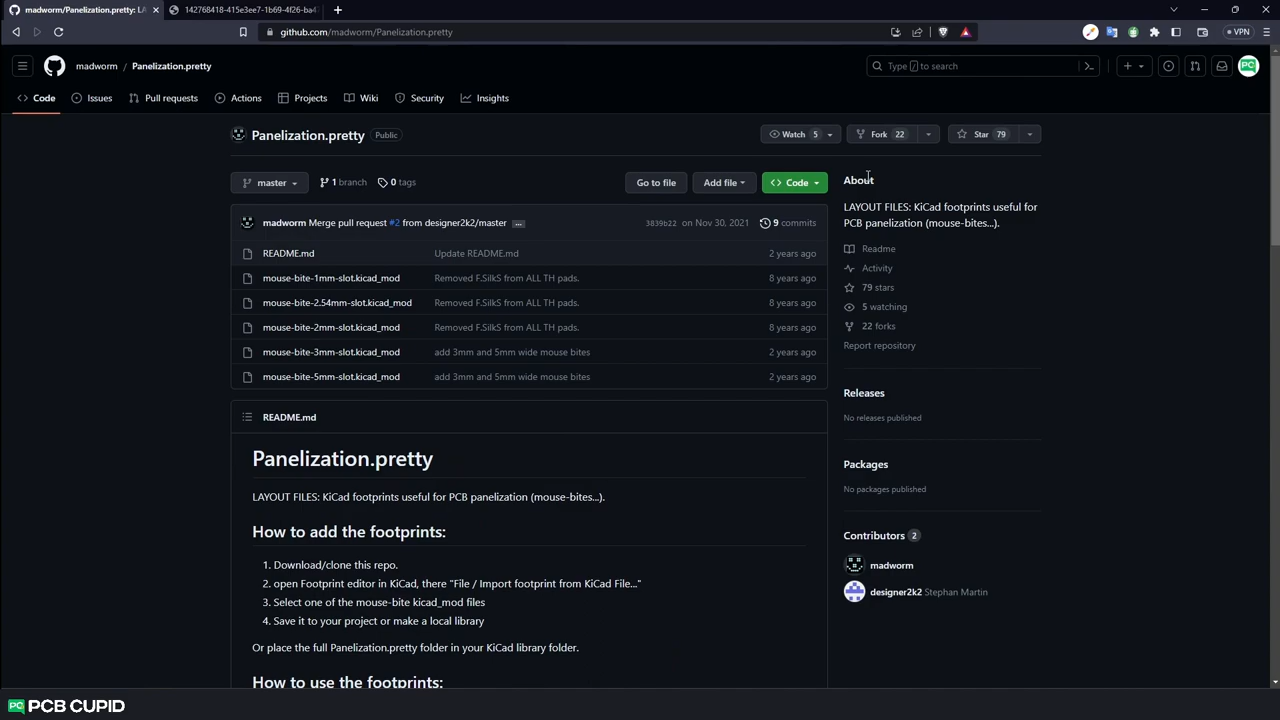 madworm/Panelization.pretty: LA
142768418-415e3ee7-1b69-4f26-ba4
github.com/madworm/Panelization.pretty
VPN
madworm / Panelization.pretty
Type / to search
PC
Code
Issues
Pull requests
Actions
Projects
Wiki
Security
Insights
Panelization.pretty
Public
Watch 5
Fork 22
Star 79
master
1 branch
0 tags
Go to file
Add file
Code
madworm Merge pull request #2 from designer2k2/master ...
3839b22 on Nov 30, 2021
9 commits
README.md
Update README.md
2 years ago
mouse-bite-1mm-slot.kicad_mod
Removed F.SilkS from ALL TH pads.
8 years ago
mouse-bite-2.54mm-slot.kicad_mod
Removed F.SilkS from ALL TH pads.
8 years ago
mouse-bite-2mm-slot.kicad_mod
Removed F.SilkS from ALL TH pads.
8 years ago
mouse-bite-3mm-slot.kicad_mod
add 3mm and 5mm wide mouse bites
2 years ago
mouse-bite-5mm-slot.kicad_mod
add 3mm and 5mm wide mouse bites
2 years ago
README.md
Panelization.pretty
LAYOUT FILES: KiCad footprints useful for PCB panelization (mouse-bites...).
How to add the footprints:
1. Download/clone this repo.
2. open Footprint editor in KiCad, there "File / Import footprint from KiCad File..."
3. Select one of the mouse-bite kicad_mod files
4. Save it to your project or make a local library
Or place the full Panelization.pretty folder in your KiCad library folder.
How to use the footprints:
About
LAYOUT FILES: KiCad footprints useful for
PCB panelization (mouse-bites...).
Readme
Activity
79 stars
5 watching
22 forks
Report repository
Releases
No releases published
Packages
No packages published
Contributors 2
madworm
designer2k2 Stephan Martin
PCB CUPID